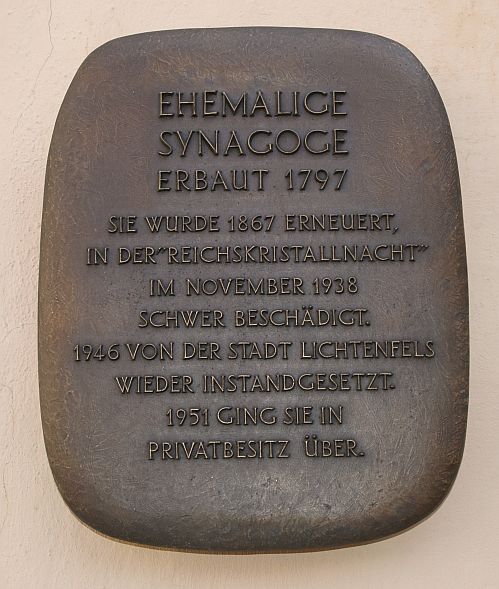 EHEMALIGE
SYNAGOGE
ERBAUT 1797
SIE WURDE 1867 ERNEUERT,
IN DER "REICHSKRISTALLNACHT"
IM NOVEMBER 1938
SCHWER BESCHÄDIGT.
1946 VON DER STADT LICHTENFELS
WIEDER INSTANDGESETZT.
1951 GING SIE IN
PRIVATBESITZ ÜBER.